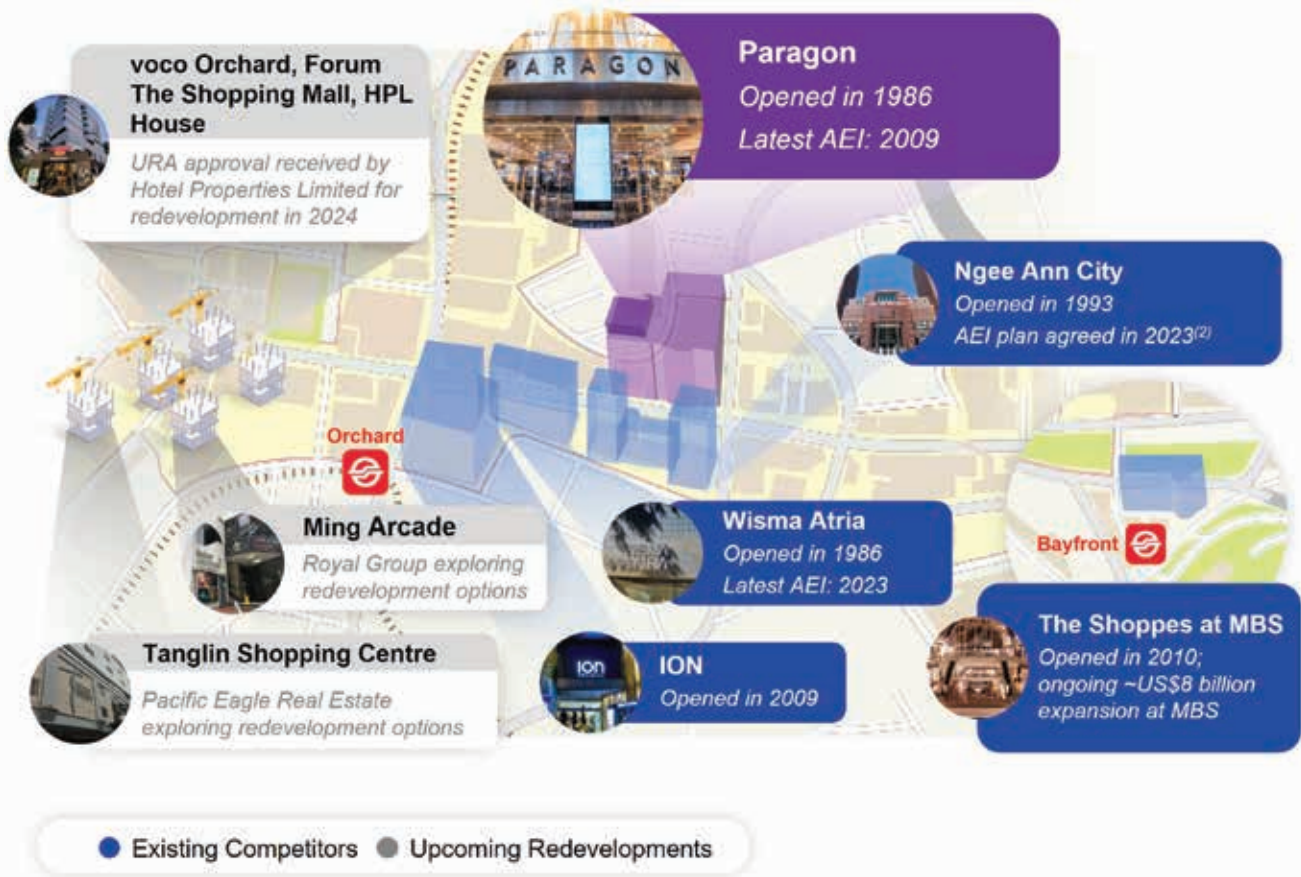 voco Orchard, Forum
The Shopping Mall, HPL
House
URA approval received by
Hotel Properties Limited for
redevelopment in 2024
PARAGON
Paragon
Opened in 1986
Latest AEI: 2009
Ngee Ann City
Opened in 1993
AEI plan agreed in 2023(2)
Orchard
Ming Arcade
Royal Group exploring
redevelopment options
Wisma Atria
Opened in 1986
Latest AEI: 2023
Bayfront
Tanglin Shopping Centre
Pacific Eagle Real Estate
exploring redevelopment options
ion
ION
Opened in 2009
The Shoppes at MBS
Opened in 2010;
ongoing ~US$8 billion
expansion at MBS
Existing Competitors
Upcoming Redevelopments